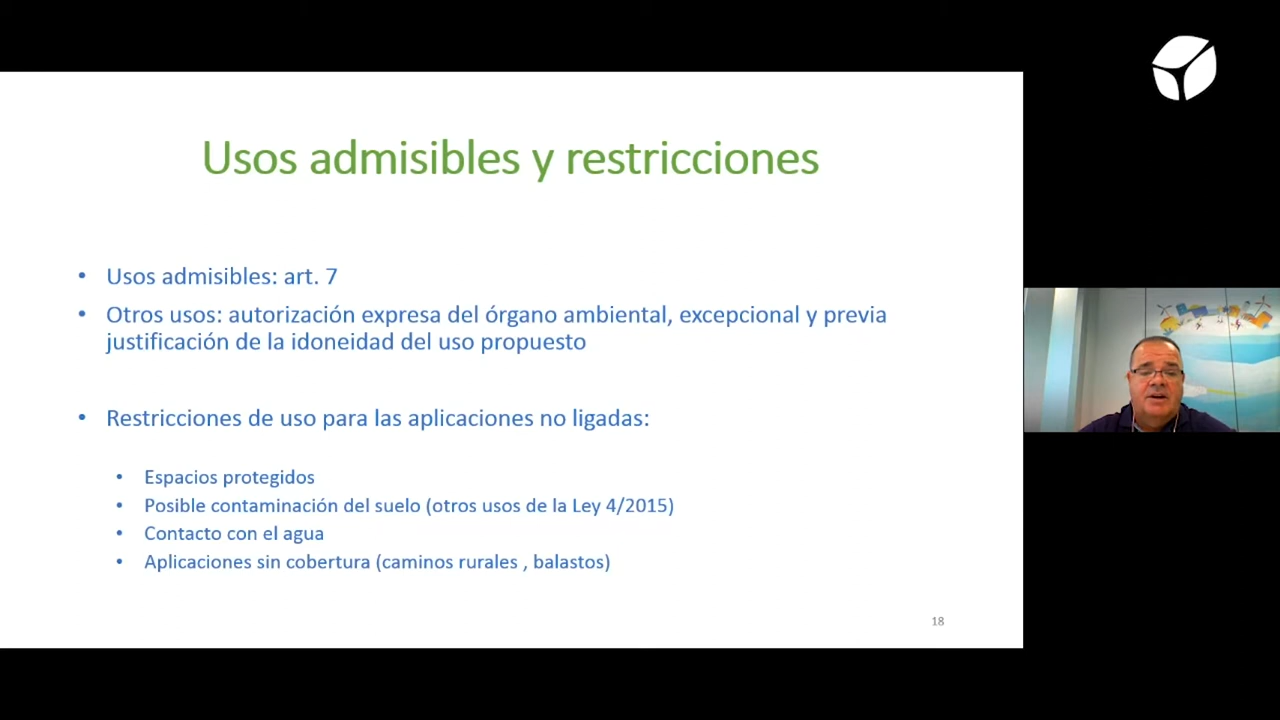 Usos admisibles y restricciones
• Usos admisibles: art. 7
• Otros usos: autorización expresa del órgano ambiental, excepcional y previa
justificación de la idoneidad del uso propuesto
• Restricciones de uso para las aplicaciones no ligadas:
• Espacios protegidos
• Posible contaminación del suelo (otros usos de la Ley 4/2015)
• Contacto con el agua
• Aplicaciones sin cobertura (caminos rurales , balastos)
18